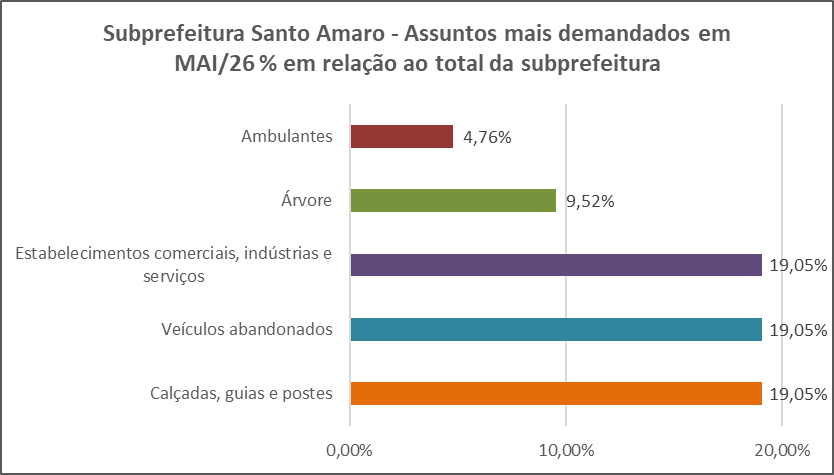 Subprefeitura Santo Amaro - Assuntos mais demandados em
MAI/26 % em relação ao total da subprefeitura
Ambulantes
4,76%
Árvore
9,52%
Estabelecimentos comerciais, indústrias e
serviços
19,05%
Veículos abandonados
19,05%
Calçadas, guias e postes
19,05%
0,00%
10,00%
20,00%